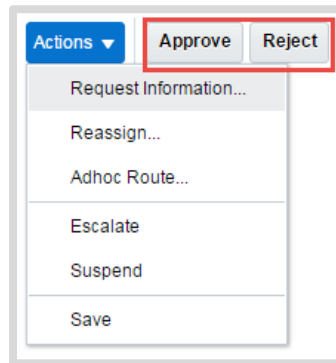 Actions Approve Reject
Request Information...
Reassign...
Adhoc Route...
Escalate
Suspend
Save